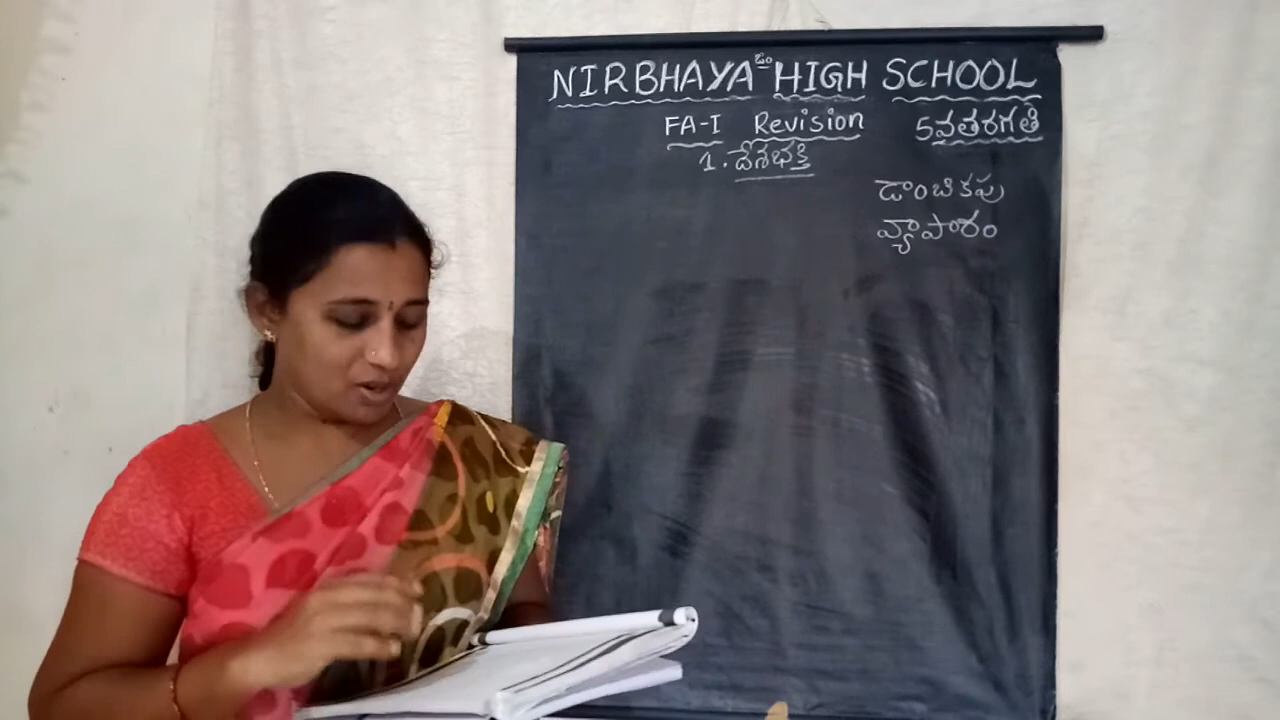 ఓం
NIRBHAYA HIGH SCHOOL
FA-I Revision 5వతరగతి
1. దేశభక్తి
డాంబికపు
వ్యాపారం